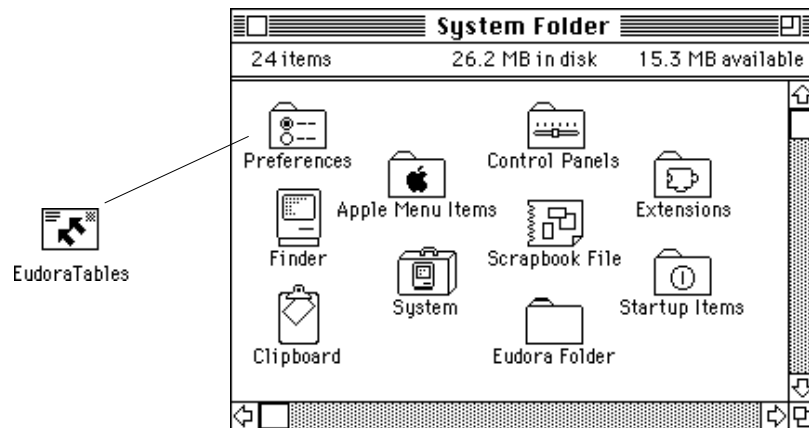 System Folder
24 items 26.2 MB in disk 15.3 MB available
Preferences Control Panels
Apple Menu Items Extensions
Finder Scrapbook File
EudoraTables
System Startup Items
Clipboard Eudora Folder